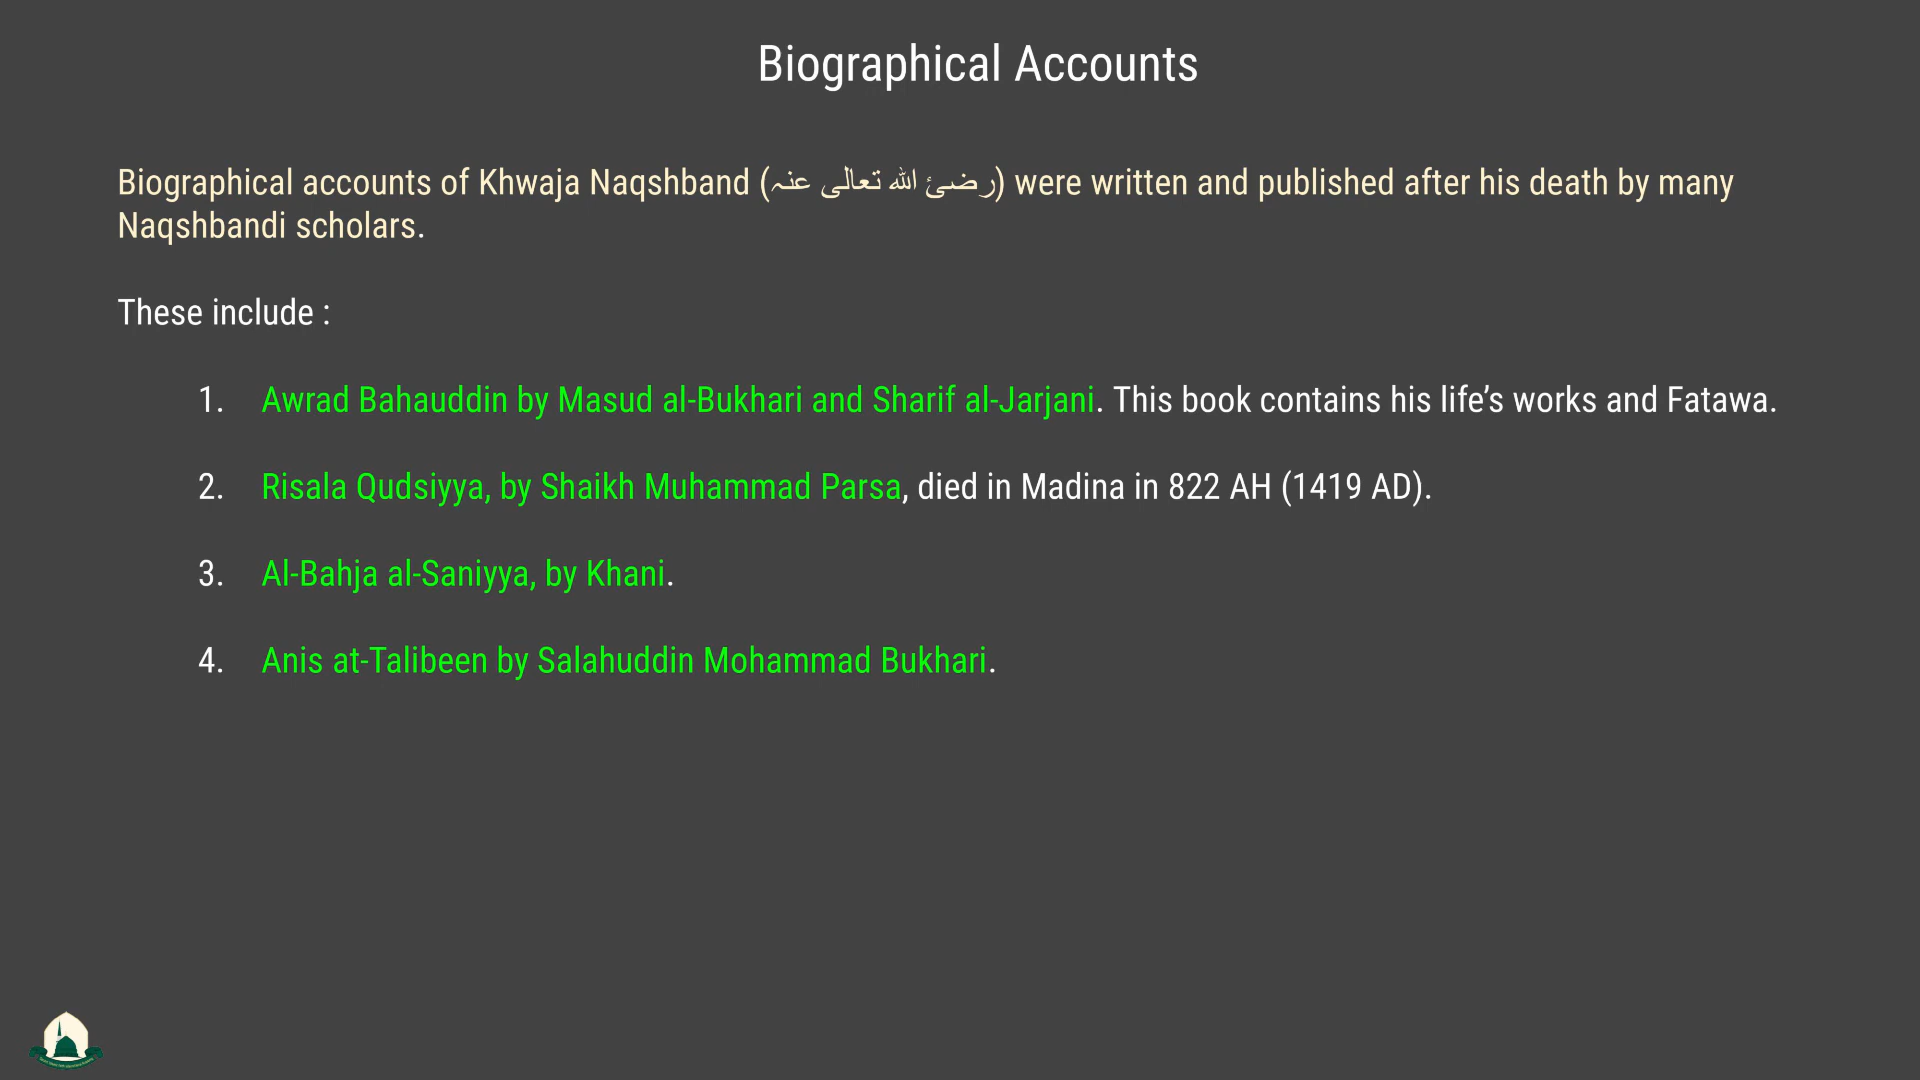 Biographical Accounts
Biographical accounts of Khwaja Naqshband (رضئ الله تعالی عنہ) were written and published after his death by many
Naqshbandi scholars.
These include :
1. Awrad Bahauddin by Masud al-Bukhari and Sharif al-Jarjani. This book contains his life’s works and Fatawa.
2. Risala Qudsiyya, by Shaikh Muhammad Parsa, died in Madina in 822 AH (1419 AD).
3. Al-Bahja al-Saniyya, by Khani.
4. Anis at-Talibeen by Salahuddin Mohammad Bukhari.